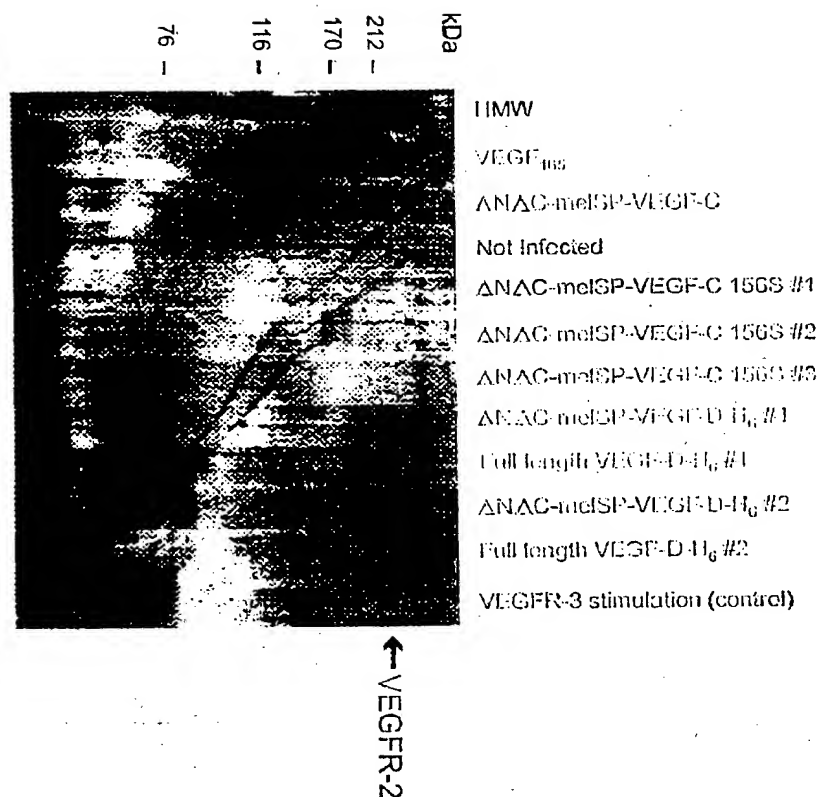 kDa
212 –
170 –
116 –
76 –
HMW
VEGF₁₆₅
ΔNΔC-melSP-VEGF-C
Not Infected
ΔNΔC-melSP-VEGF-C 156S #1
ΔNΔC-melSP-VEGF-C 156S #2
ΔNΔC-melSP-VEGF-C 156S #3
ΔNΔC-melSP-VEGF-D-H₆ #1
Full length VEGF-D-H₆ #1
ΔNΔC-melSP-VEGF-D-H₆ #2
Full length VEGF-D-H₆ #2
VEGFR-3 stimulation (control)
← VEGFR-2